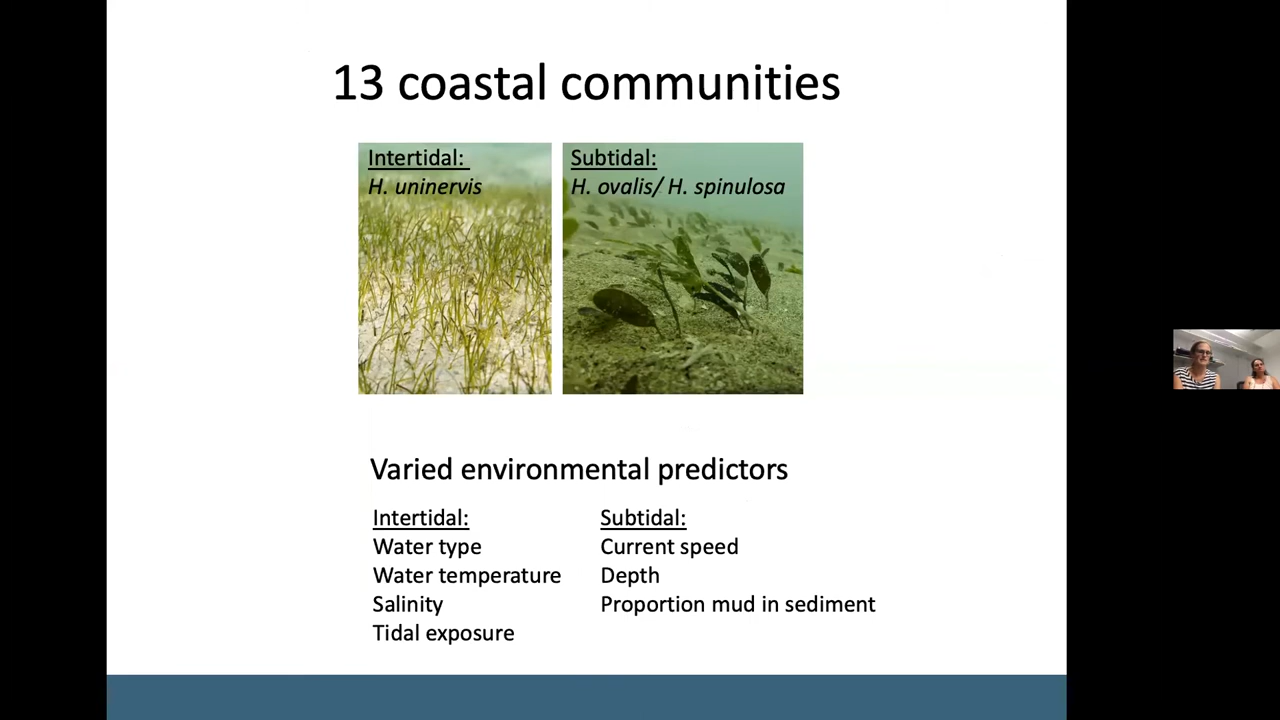 13 coastal communities
Intertidal:
H. uninervis
Subtidal:
H. ovalis/ H. spinulosa
Varied environmental predictors
Intertidal:
Water type
Water temperature
Salinity
Tidal exposure
Subtidal:
Current speed
Depth
Proportion mud in sediment